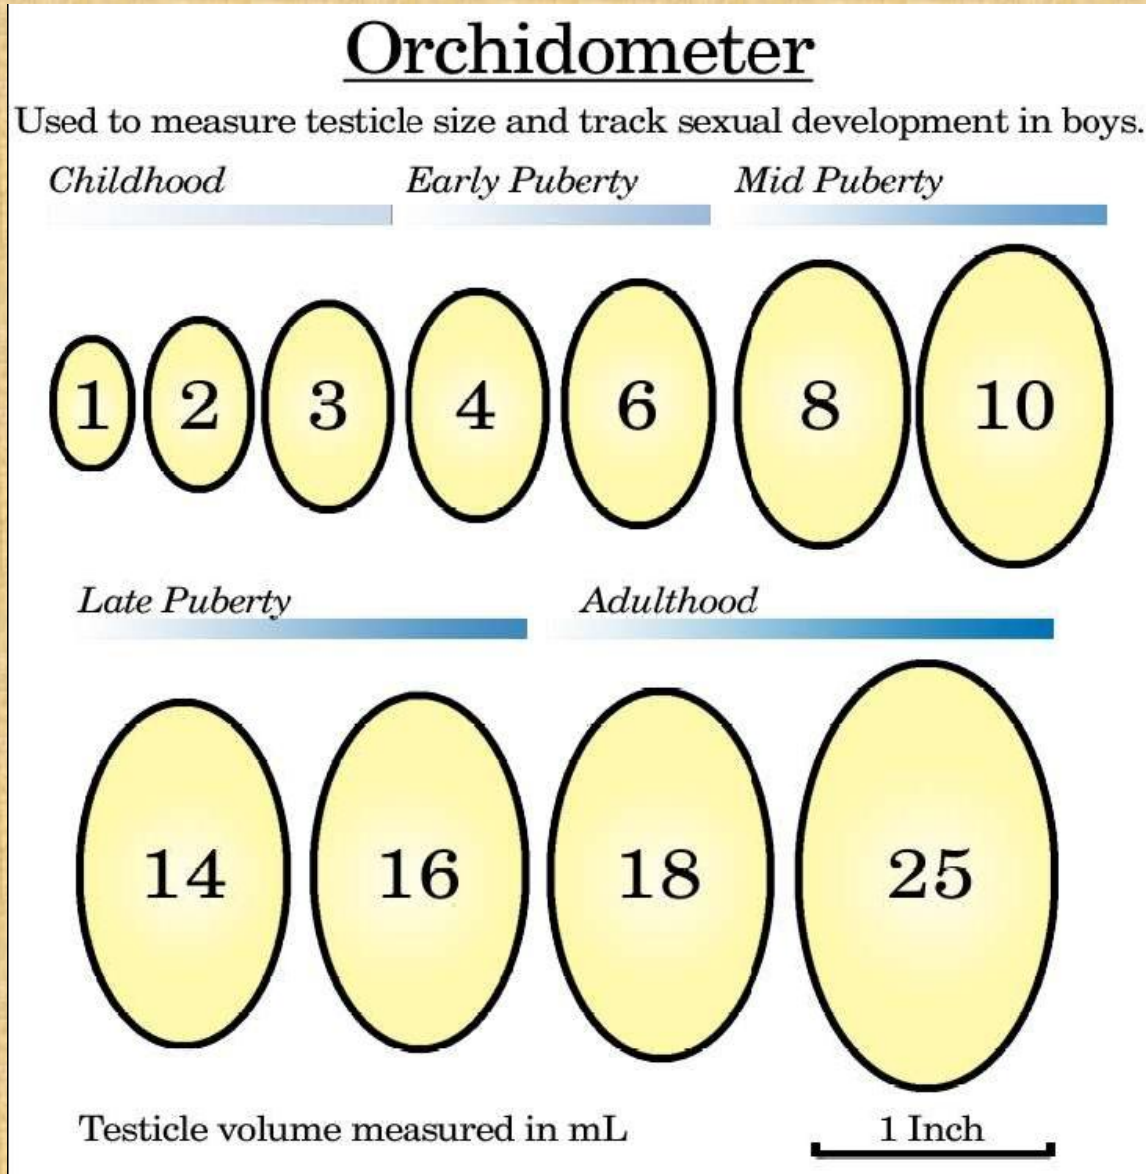 Orchidometer
Used to measure testicle size and track sexual development in boys.
Childhood Early Puberty Mid Puberty
1 2 3 4 6 8 10
Late Puberty Adulthood
14 16 18 25
Testicle volume measured in mL 1 Inch